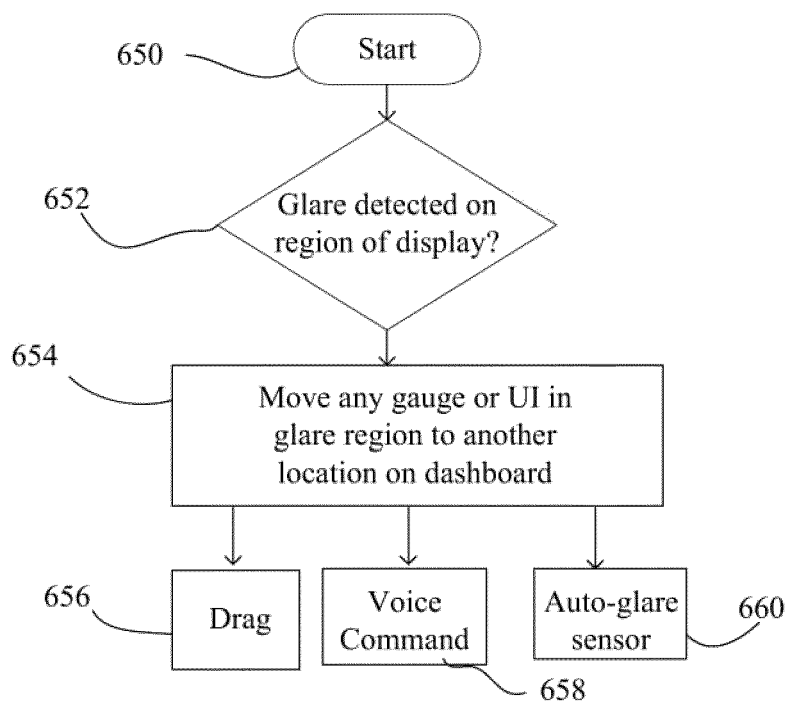 Start
650
652
Glare detected on
region of display?
654
Move any gauge or UI in
glare region to another
location on dashboard
656
Drag
Voice
Command
658
Auto-glare
sensor
660